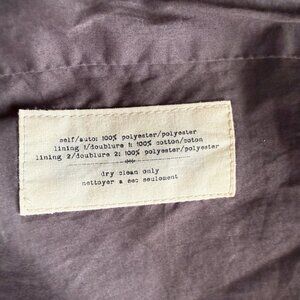 self/auto: 100% polyester/polyester
lining 1/doublure 1: 100% cotton/coton
lining 2/doublure 2: 100% polyester/polyester
dry clean only
nettoyer a sec seulement